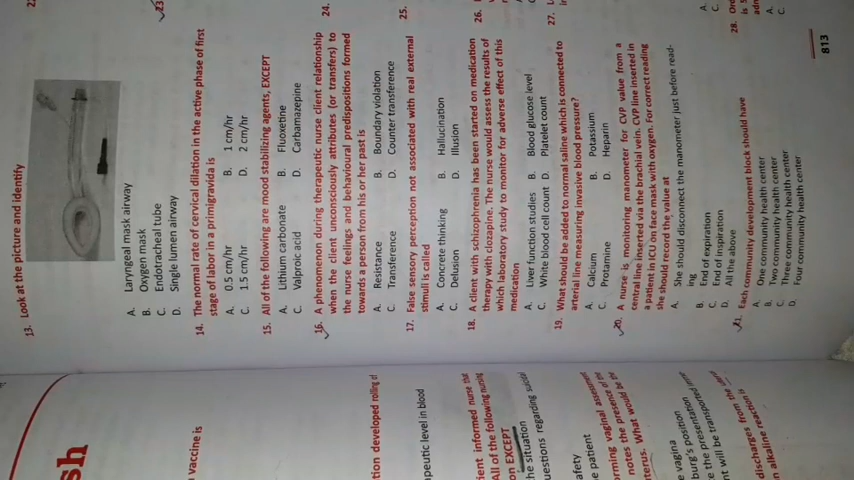 sh
vaccine is
tion developed rolling of
apeutic level in blood
ient informed nurse that
All of the following nursing
on EXCEPT
he situation
uestions regarding suicidal
afety
e patient
orming vaginal assessment
notes the presence of the
terus. What would be the
e vagina
burg's position
e the presented
nt will be transported
discharges from the
n alkaline reaction is
13. Look at the picture and identify
A. Laryngeal mask airway
B. Oxygen mask
C. Endotracheal tube
D. Single lumen airway
14. The normal rate of cervical dilation in the active phase of first
stage of labor in a primigravida is
A. 0.5 cm/hr B. 1 cm/hr
C. 1.5 cm/hr D. 2 cm/hr
15. All of the following are mood stabilizing agents, EXCEPT
A. Lithium carbonate B. Fluoxetine
C. Valproic acid D. Carbamazepine
16. A phenomenon during therapeutic nurse client relationship
when the client unconsciously attributes (or transfers) to
the nurse feelings and behavioural predispositions formed
towards a person from his or her past is
A. Resistance B. Boundary violation
C. Transference D. Counter transference
17. False sensory perception not associated with real external
stimuli is called
A. Concrete thinking B. Hallucination
C. Delusion D. Illusion
18. A client with schizophrenia has been started on medication
therapy with clozapine. The nurse would assess the results of
which laboratory study to monitor for adverse effect of this
medication
A. Liver function studies B. Blood glucose level
C. White blood cell count D. Platelet count
19. What should be added to normal saline which is connected to
arterial line measuring invasive blood pressure?
A. Calcium B. Potassium
C. Protamine D. Heparin
20. A nurse is monitoring manometer for CVP value from a
central line inserted via the brachial vein. CVP line inserted in
a patient in ICU on face mask with oxygen. For correct reading
she should record the value at
A. She should disconnect the manometer just before read-
ing
B. End of expiration
C. End of inspiration
D. All the above
21. Each community development block should have
A. One community health center
B. Two community health center
C. Three community health center
D. Four community health center
22
23
24.
25.
26.
27.
A.
C.
28. Ord
is
adn
A.
C.
813